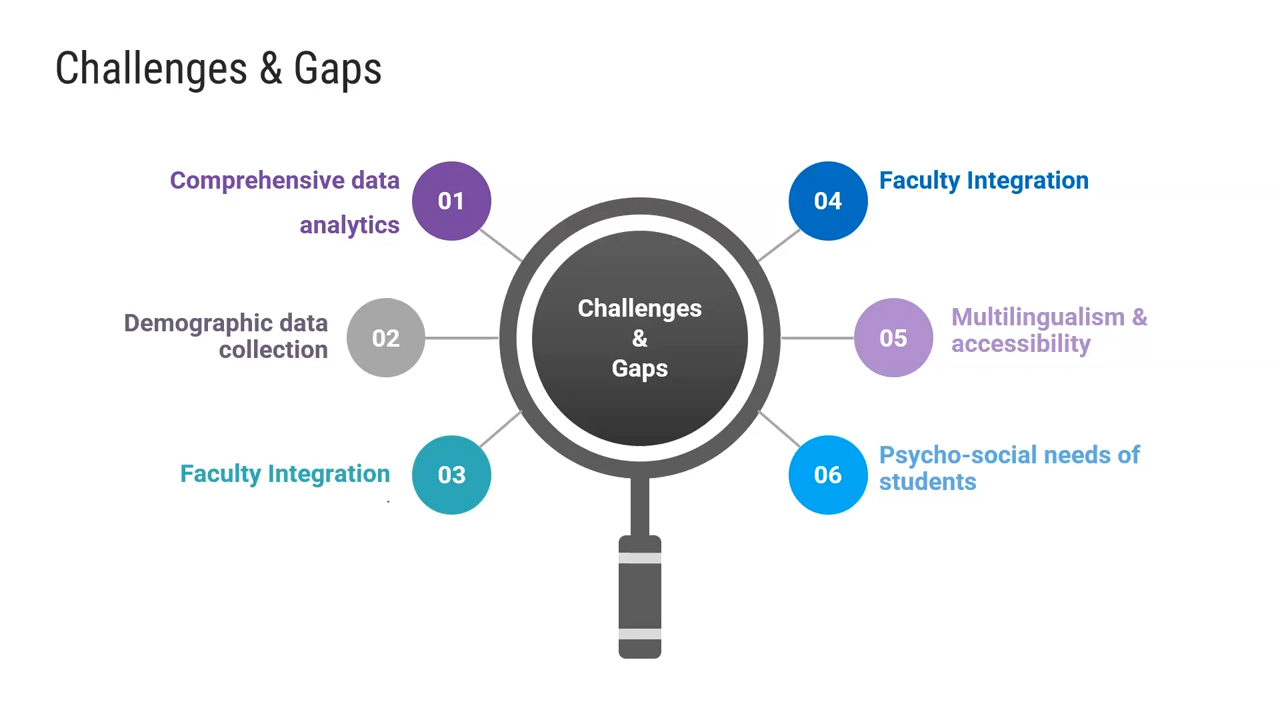 Challenges & Gaps
Comprehensive data
analytics
01
Demographic data
collection
02
Faculty Integration
.
03
Challenges
&
Gaps
04
Faculty Integration
05
Multilingualism &
accessibility
06
Psycho-social needs of
students